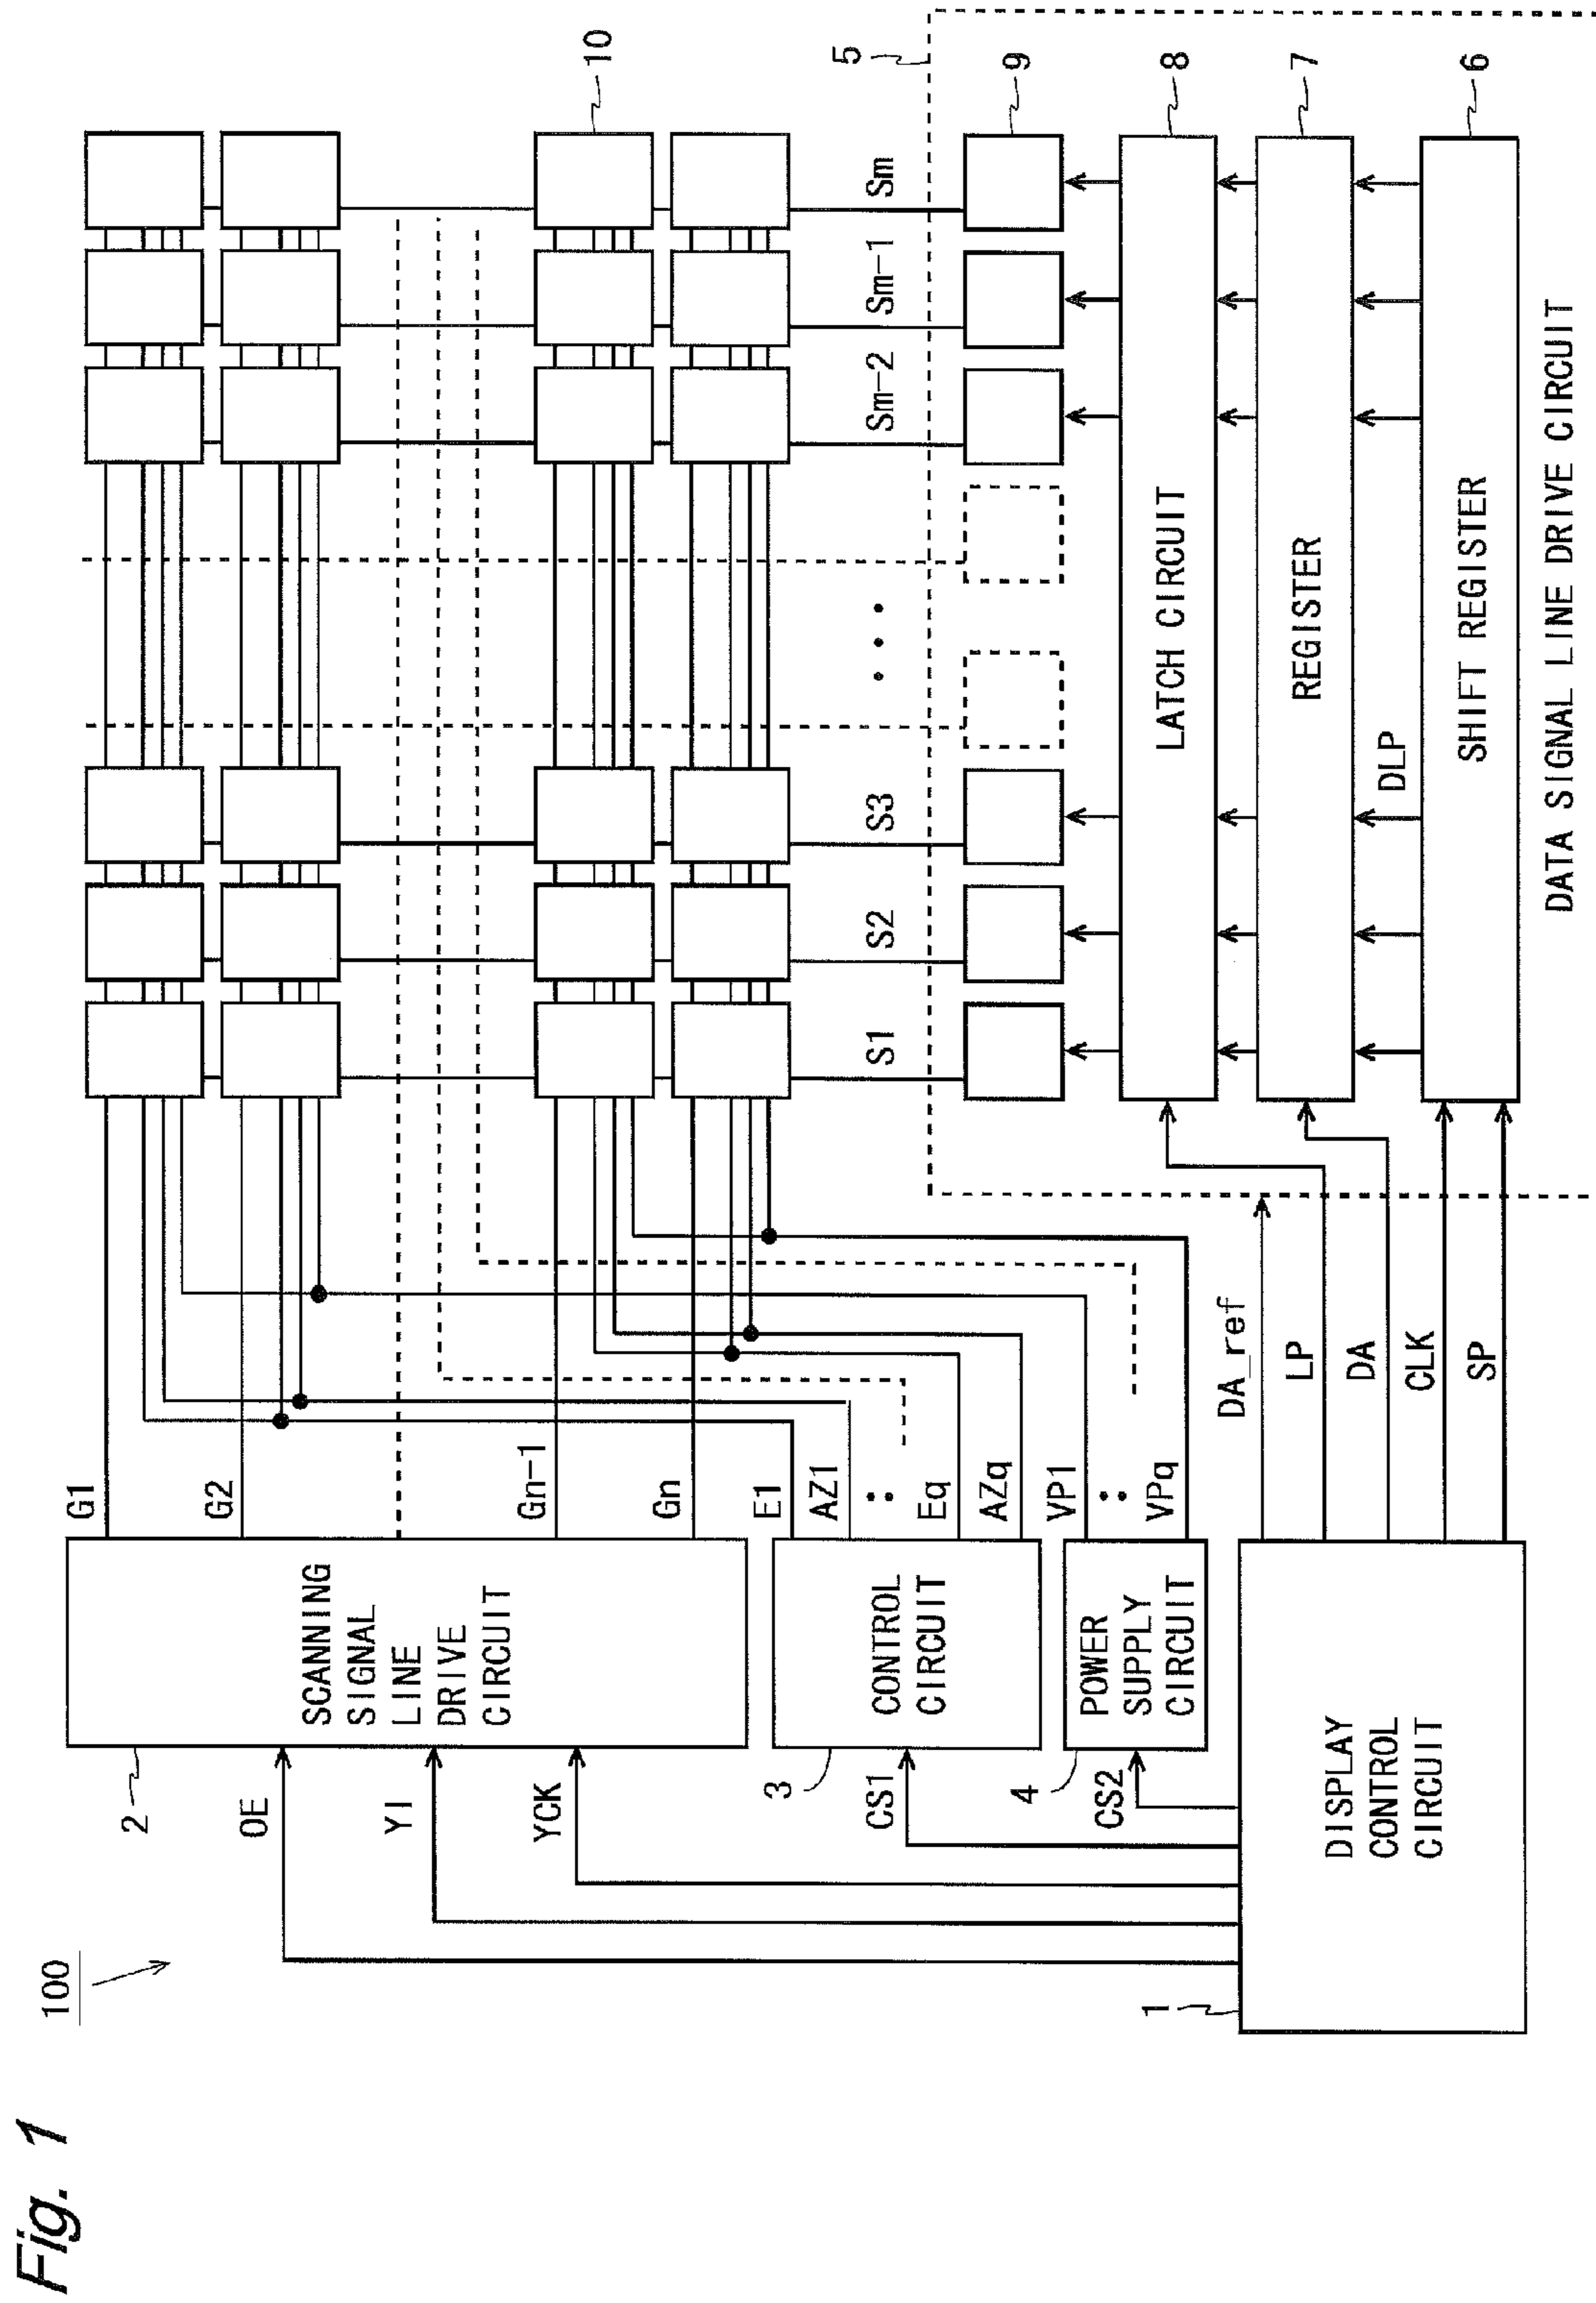 Fig. 1
100
2
OE
YI
YCK
SCANNING
SIGNAL
LINE
DRIVE
CIRCUIT
G1
G2
Gn-1
Gn
10
3
CS1
CONTROL
CIRCUIT
E1
AZ1
:
Eq
AZq
4
CS2
POWER
SUPPLY
CIRCUIT
VP1
:
VPq
S1
S2
S3
...
Sm-2
Sm-1
Sm
5
9
1
DISPLAY
CONTROL
CIRCUIT
DA_ref
LP
DA
CLK
SP
LATCH CIRCUIT
8
REGISTER
7
DLP
SHIFT REGISTER
6
DATA SIGNAL LINE DRIVE CIRCUIT